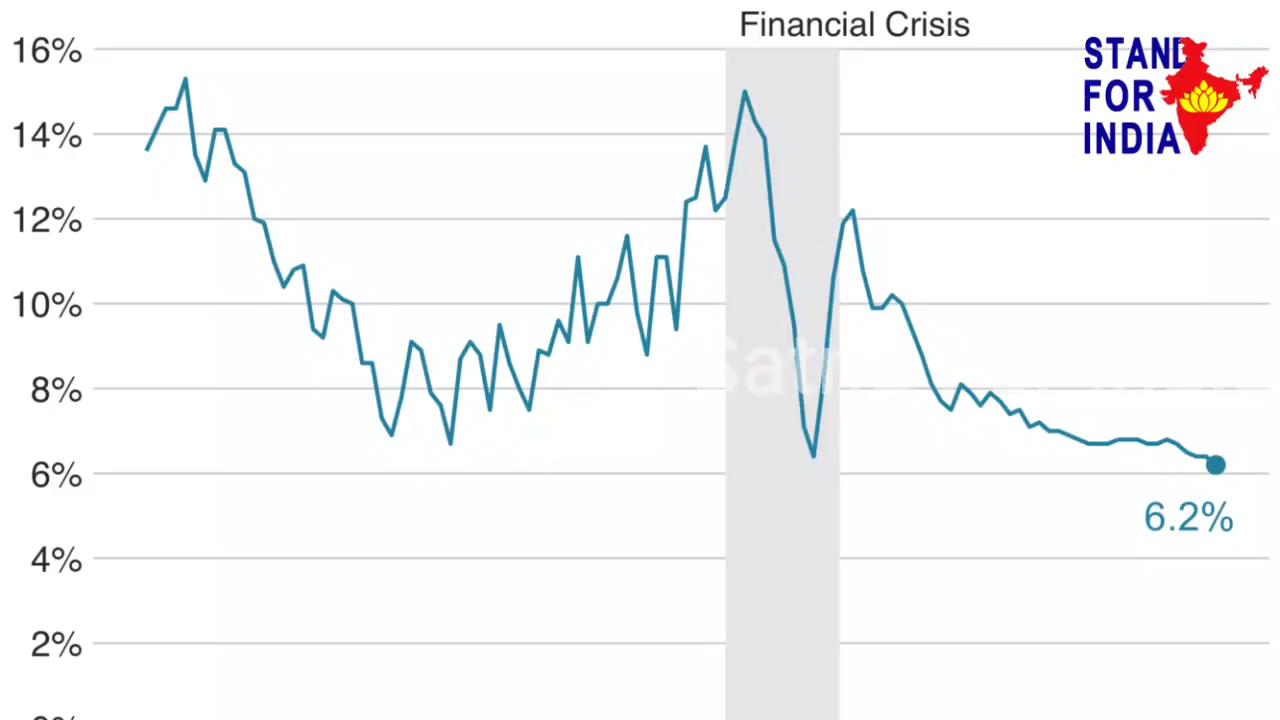 Financial Crisis
16%
STAND
FOR
INDIA
14%
12%
10%
8%
6%
6.2%
4%
2%